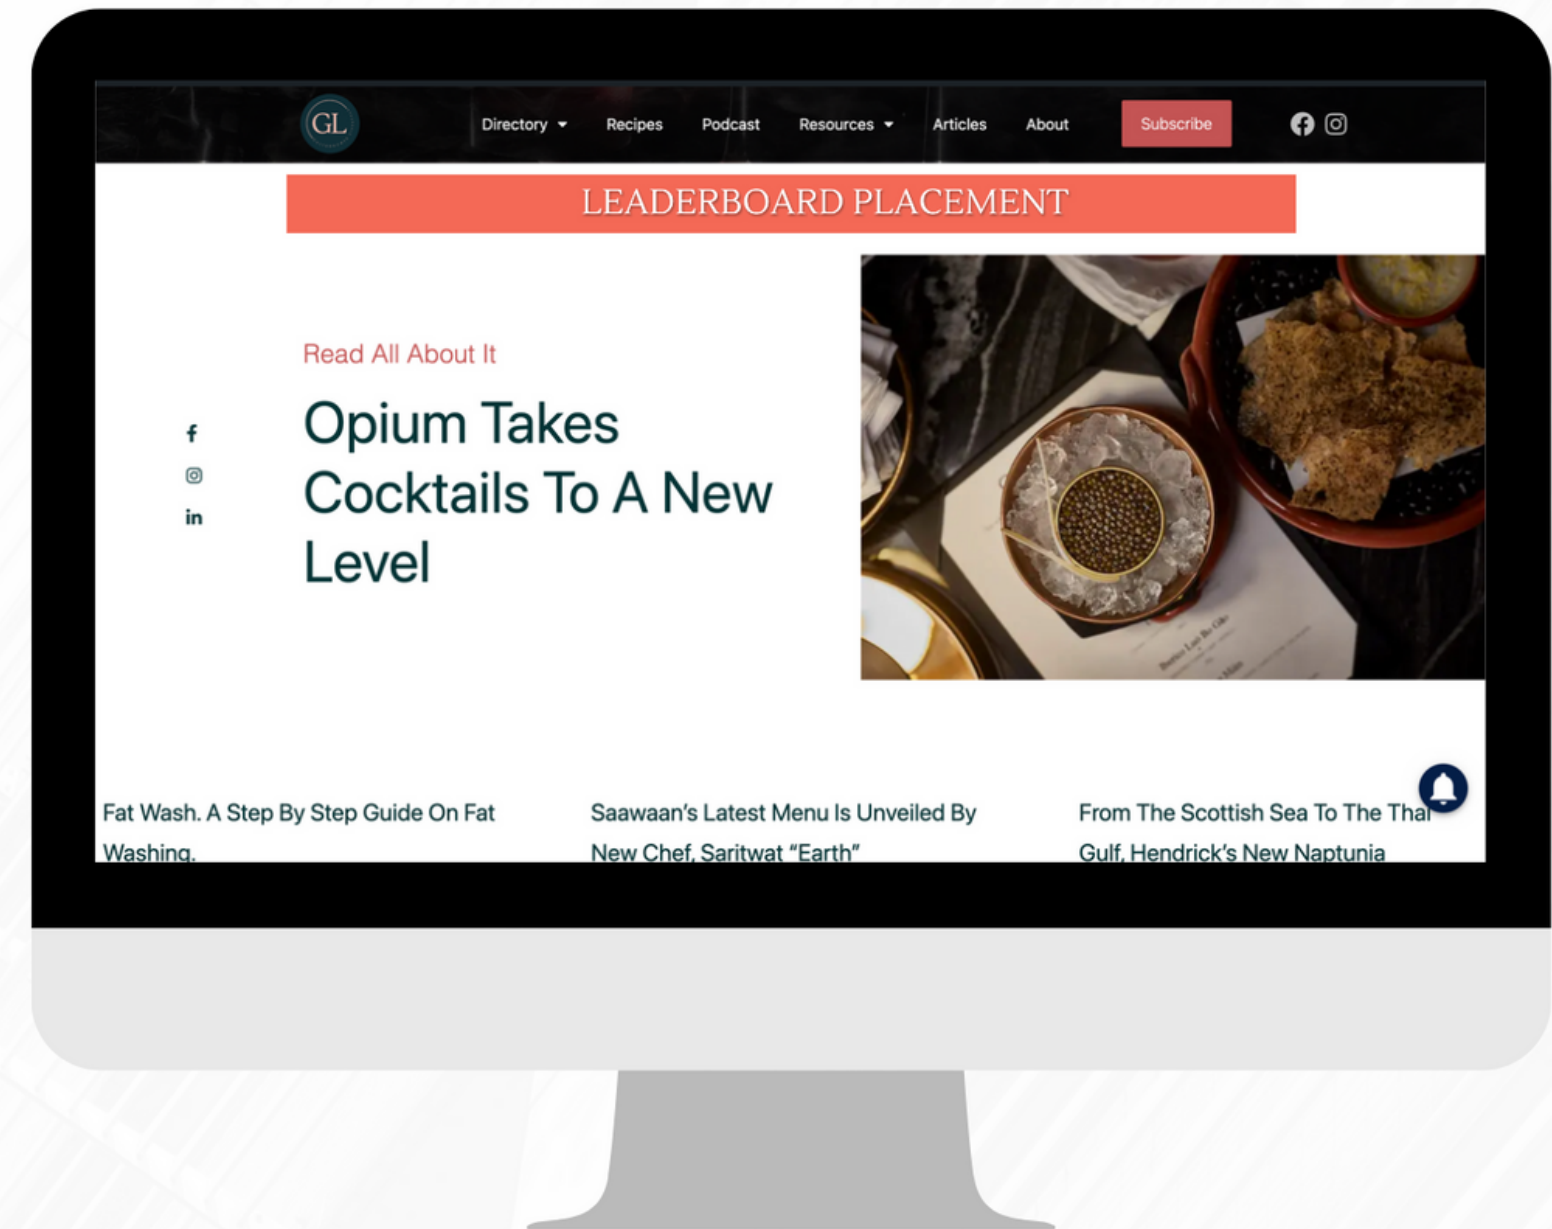 GL
Directory
Recipes
Podcast
Resources
Articles
About
Subscribe
LEADERBOARD PLACEMENT
Read All About It
Opium Takes
Cocktails To A New
Level
f
in
Fat Wash. A Step By Step Guide On Fat
Washing.
Saawaan's Latest Menu Is Unveiled By
New Chef, Saritwat “Earth”
From The Scottish Sea To The Thai
Gulf, Hendrick's New Naptunia